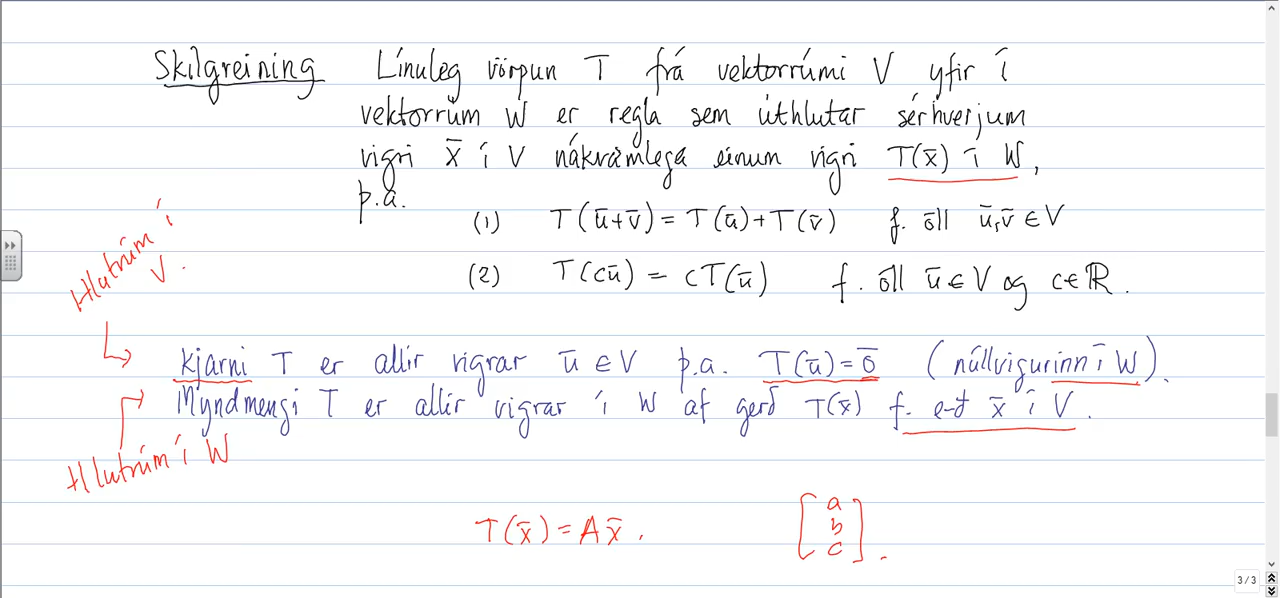 Skilgreining Línuleg vörpun T frá vektorrúmi V yfir í
vektorrúm W er regla sem úthlutar sérhverjum
vigri x̄ í V nákvæmlega einum vigri T(x̄) í W,
þ.a.
(1) T(ū+v̄) = T(ū)+T(v̄) f. öll ū,v̄ ∈ V
(2) T(cū) = cT(ū) f. öll ū ∈ V og c ∈ ℝ.
Hlutrúm í
V.
kjarni T er allir vigrar ū ∈ V þ.a. T(ū) = ō (núllvigurinn í W).
Myndmengi T er allir vigrar í W af gerð T(x̄) f. e-ð x̄ í V.
Hlutrúm í W
T(x̄) = Ax̄.
[a
b
c].
3/3